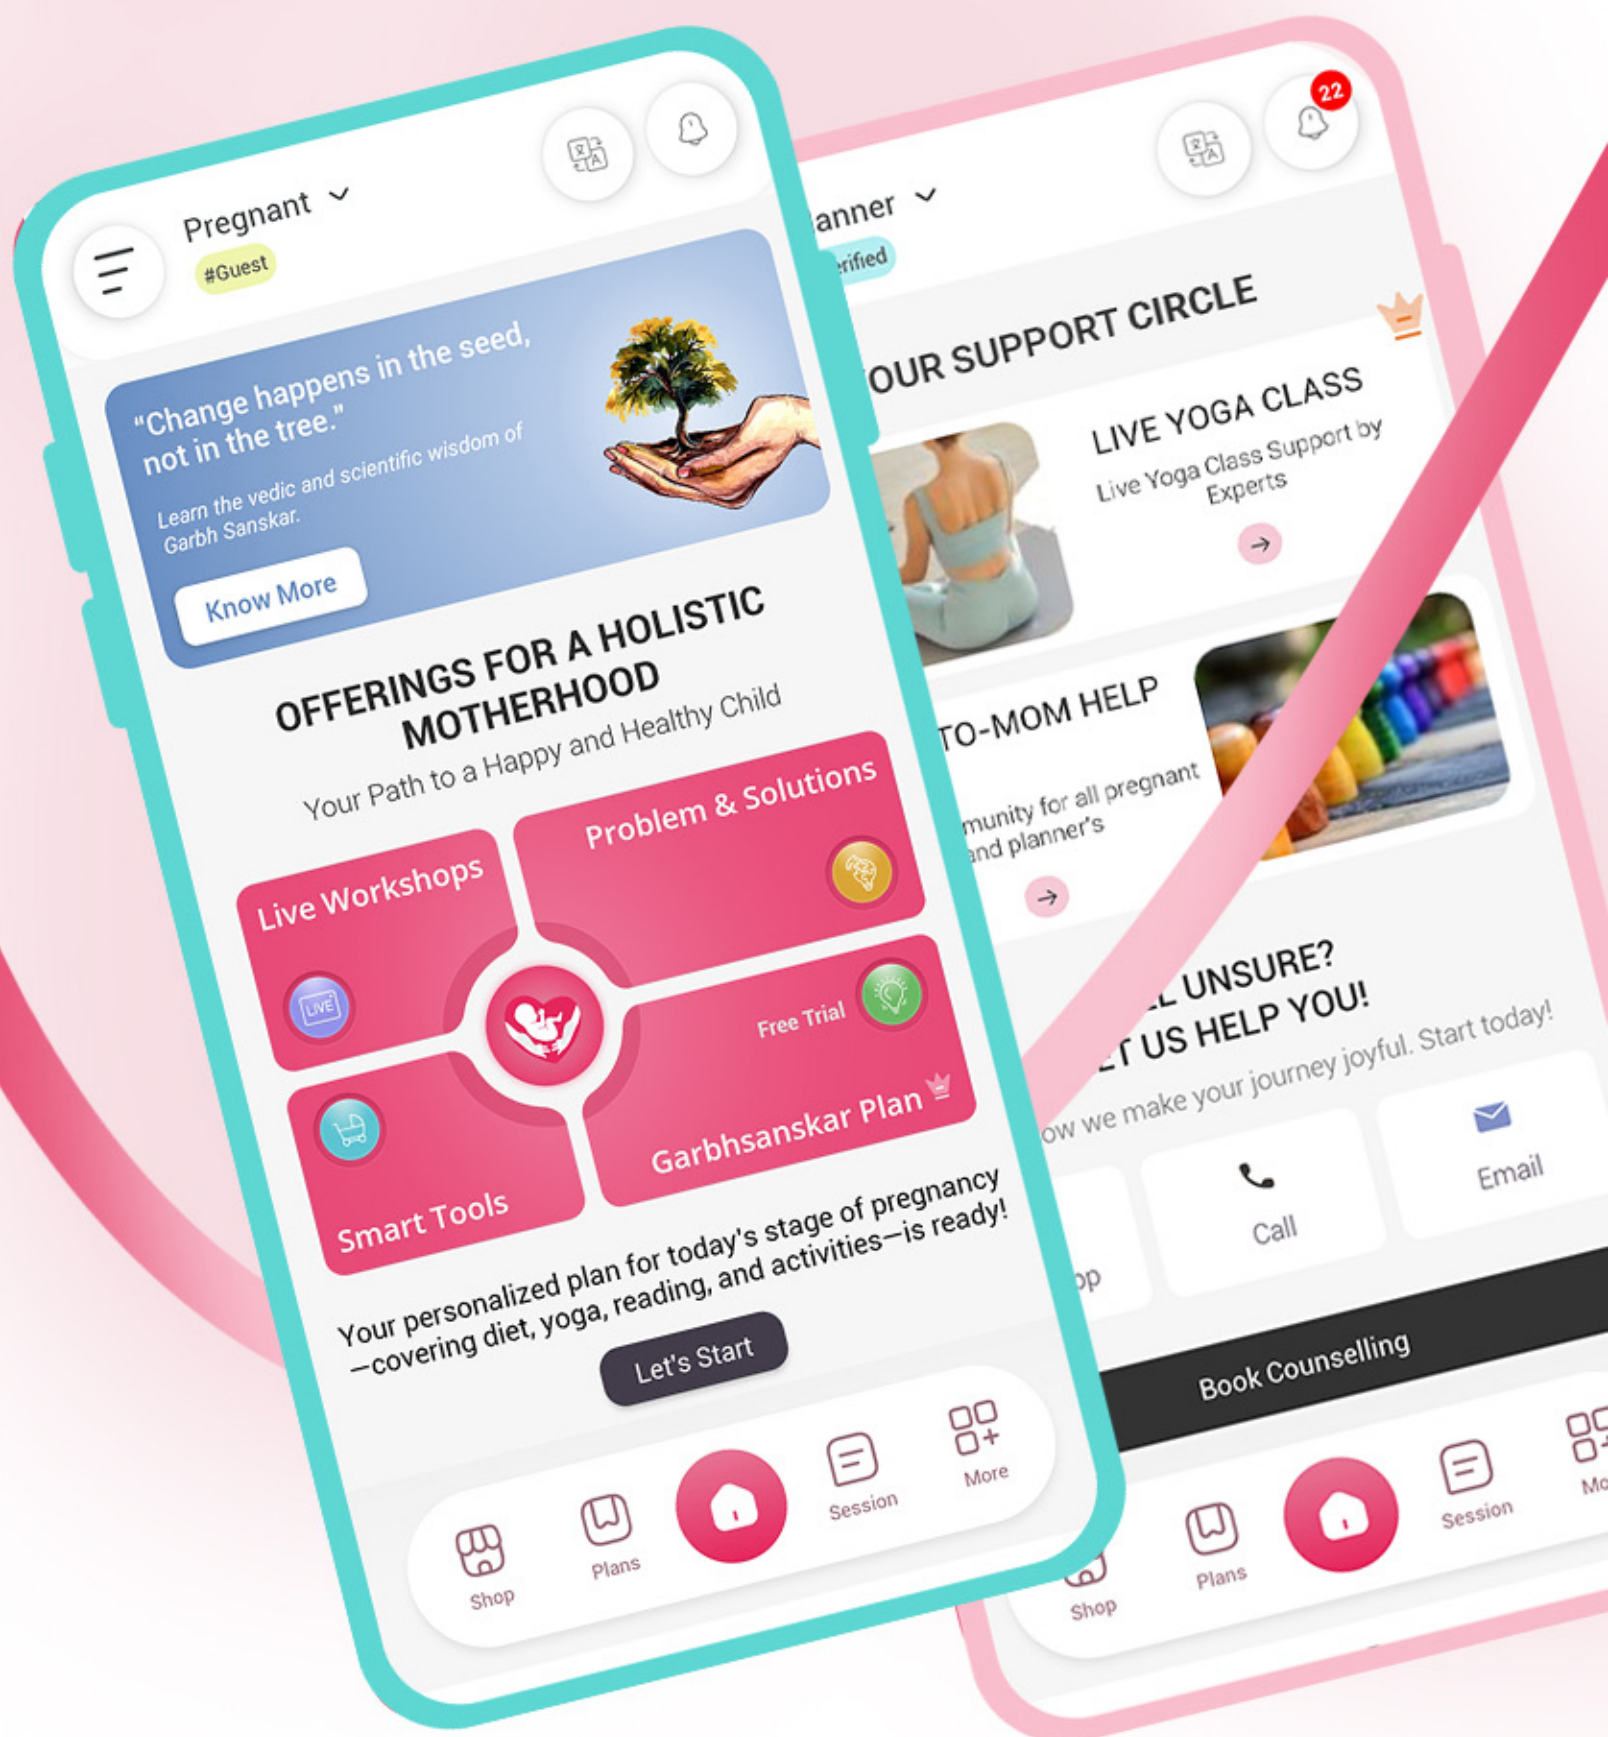 Pregnant
#Guest
"Change happens in the seed,
not in the tree."
Learn the vedic and scientific wisdom of
Garbh Sanskar.
Know More
OFFERINGS FOR A HOLISTIC
MOTHERHOOD
Your Path to a Happy and Healthy Child
Live Workshops
LIVE
Problem & Solutions
Smart Tools
Free Trial
Garbhsanskar Plan
Your personalized plan for today's stage of pregnancy
—covering diet, yoga, reading, and activities—is ready!
Let's Start
Shop
Plans
Session
More
22
OUR SUPPORT CIRCLE
LIVE YOGA CLASS
Live Yoga Class Support by
Experts
TO-MOM HELP
for all pregnant
and planner's
UNSURE?
US HELP YOU!
we make your journey joyful. Start today!
Call
Email
Book Counselling
Shop
Plans
Session